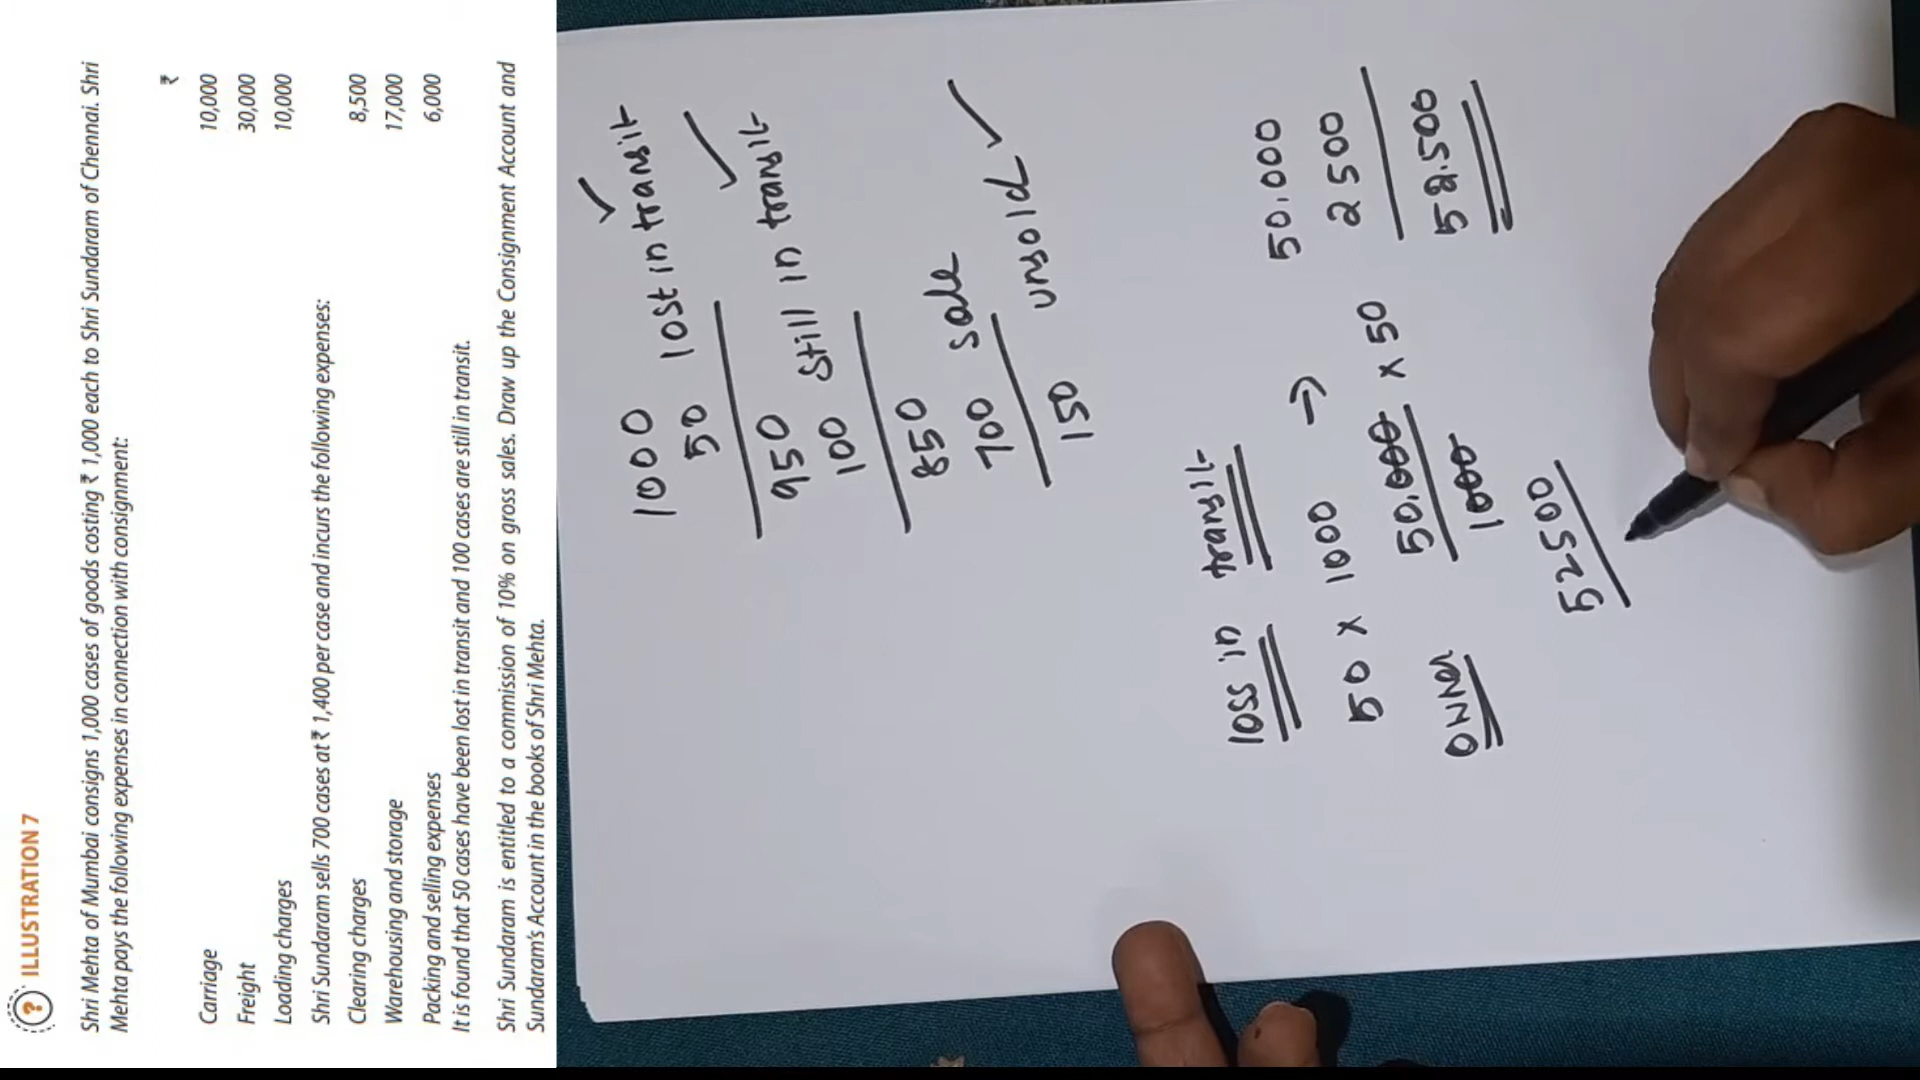 ? ILLUSTRATION 7
Shri Mehta of Mumbai consigns 1,000 cases of goods costing ₹ 1,000 each to Shri Sundaram of Chennai. Shri
Mehta pays the following expenses in connection with consignment:
₹
Carriage 10,000
Freight 30,000
Loading charges 10,000
Shri Sundaram sells 700 cases at ₹ 1,400 per case and incurs the following expenses:
Clearing charges 8,500
Warehousing and storage 17,000
Packing and selling expenses 6,000
It is found that 50 cases have been lost in transit and 100 cases are still in transit.
Shri Sundaram is entitled to a commission of 10% on gross sales. Draw up the Consignment Account and
Sundaram's Account in the books of Shri Mehta.
1000
50 lost in transit
950
100 still in transit
850
700 sale
150 unsold
loss in transit
50 x 1000 → 50.000
owner 50.000 x 50 2500
1000
52.500
52500